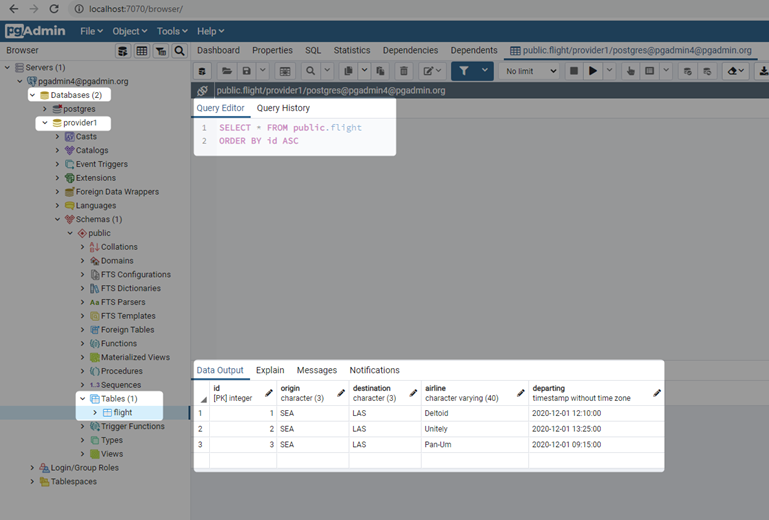 localhost:7070/browser/
pgAdmin File Object Tools Help
Browser
Dashboard Properties SQL Statistics Dependencies Dependents public.flight/provider1/postgres@pgadmin4@pgadmin.org
Servers (1)
pgadmin4@pgadmin.org
Databases (2)
postgres
provider1
Casts
Catalogs
Event Triggers
Extensions
Foreign Data Wrappers
Languages
Schemas (1)
public
Collations
Domains
FTS Configurations
FTS Dictionaries
Aa FTS Parsers
FTS Templates
Foreign Tables
Functions
Materialized Views
Procedures
1..3 Sequences
Tables (1)
flight
Trigger Functions
Types
Views
Login/Group Roles
Tablespaces
No limit
public.flight/provider1/postgres@pgadmin4@pgadmin.org
Query Editor Query History
1 SELECT * FROM public.flight
2 ORDER BY id ASC
Data Output Explain Messages Notifications
id origin destination airline departing
[PK] integer character (3) character (3) character varying (40) timestamp without time zone
1 1 SEA LAS Deltoid 2020-12-01 12:10:00
2 2 SEA LAS Unitely 2020-12-01 13:25:00
3 3 SEA LAS Pan-Um 2020-12-01 09:15:00